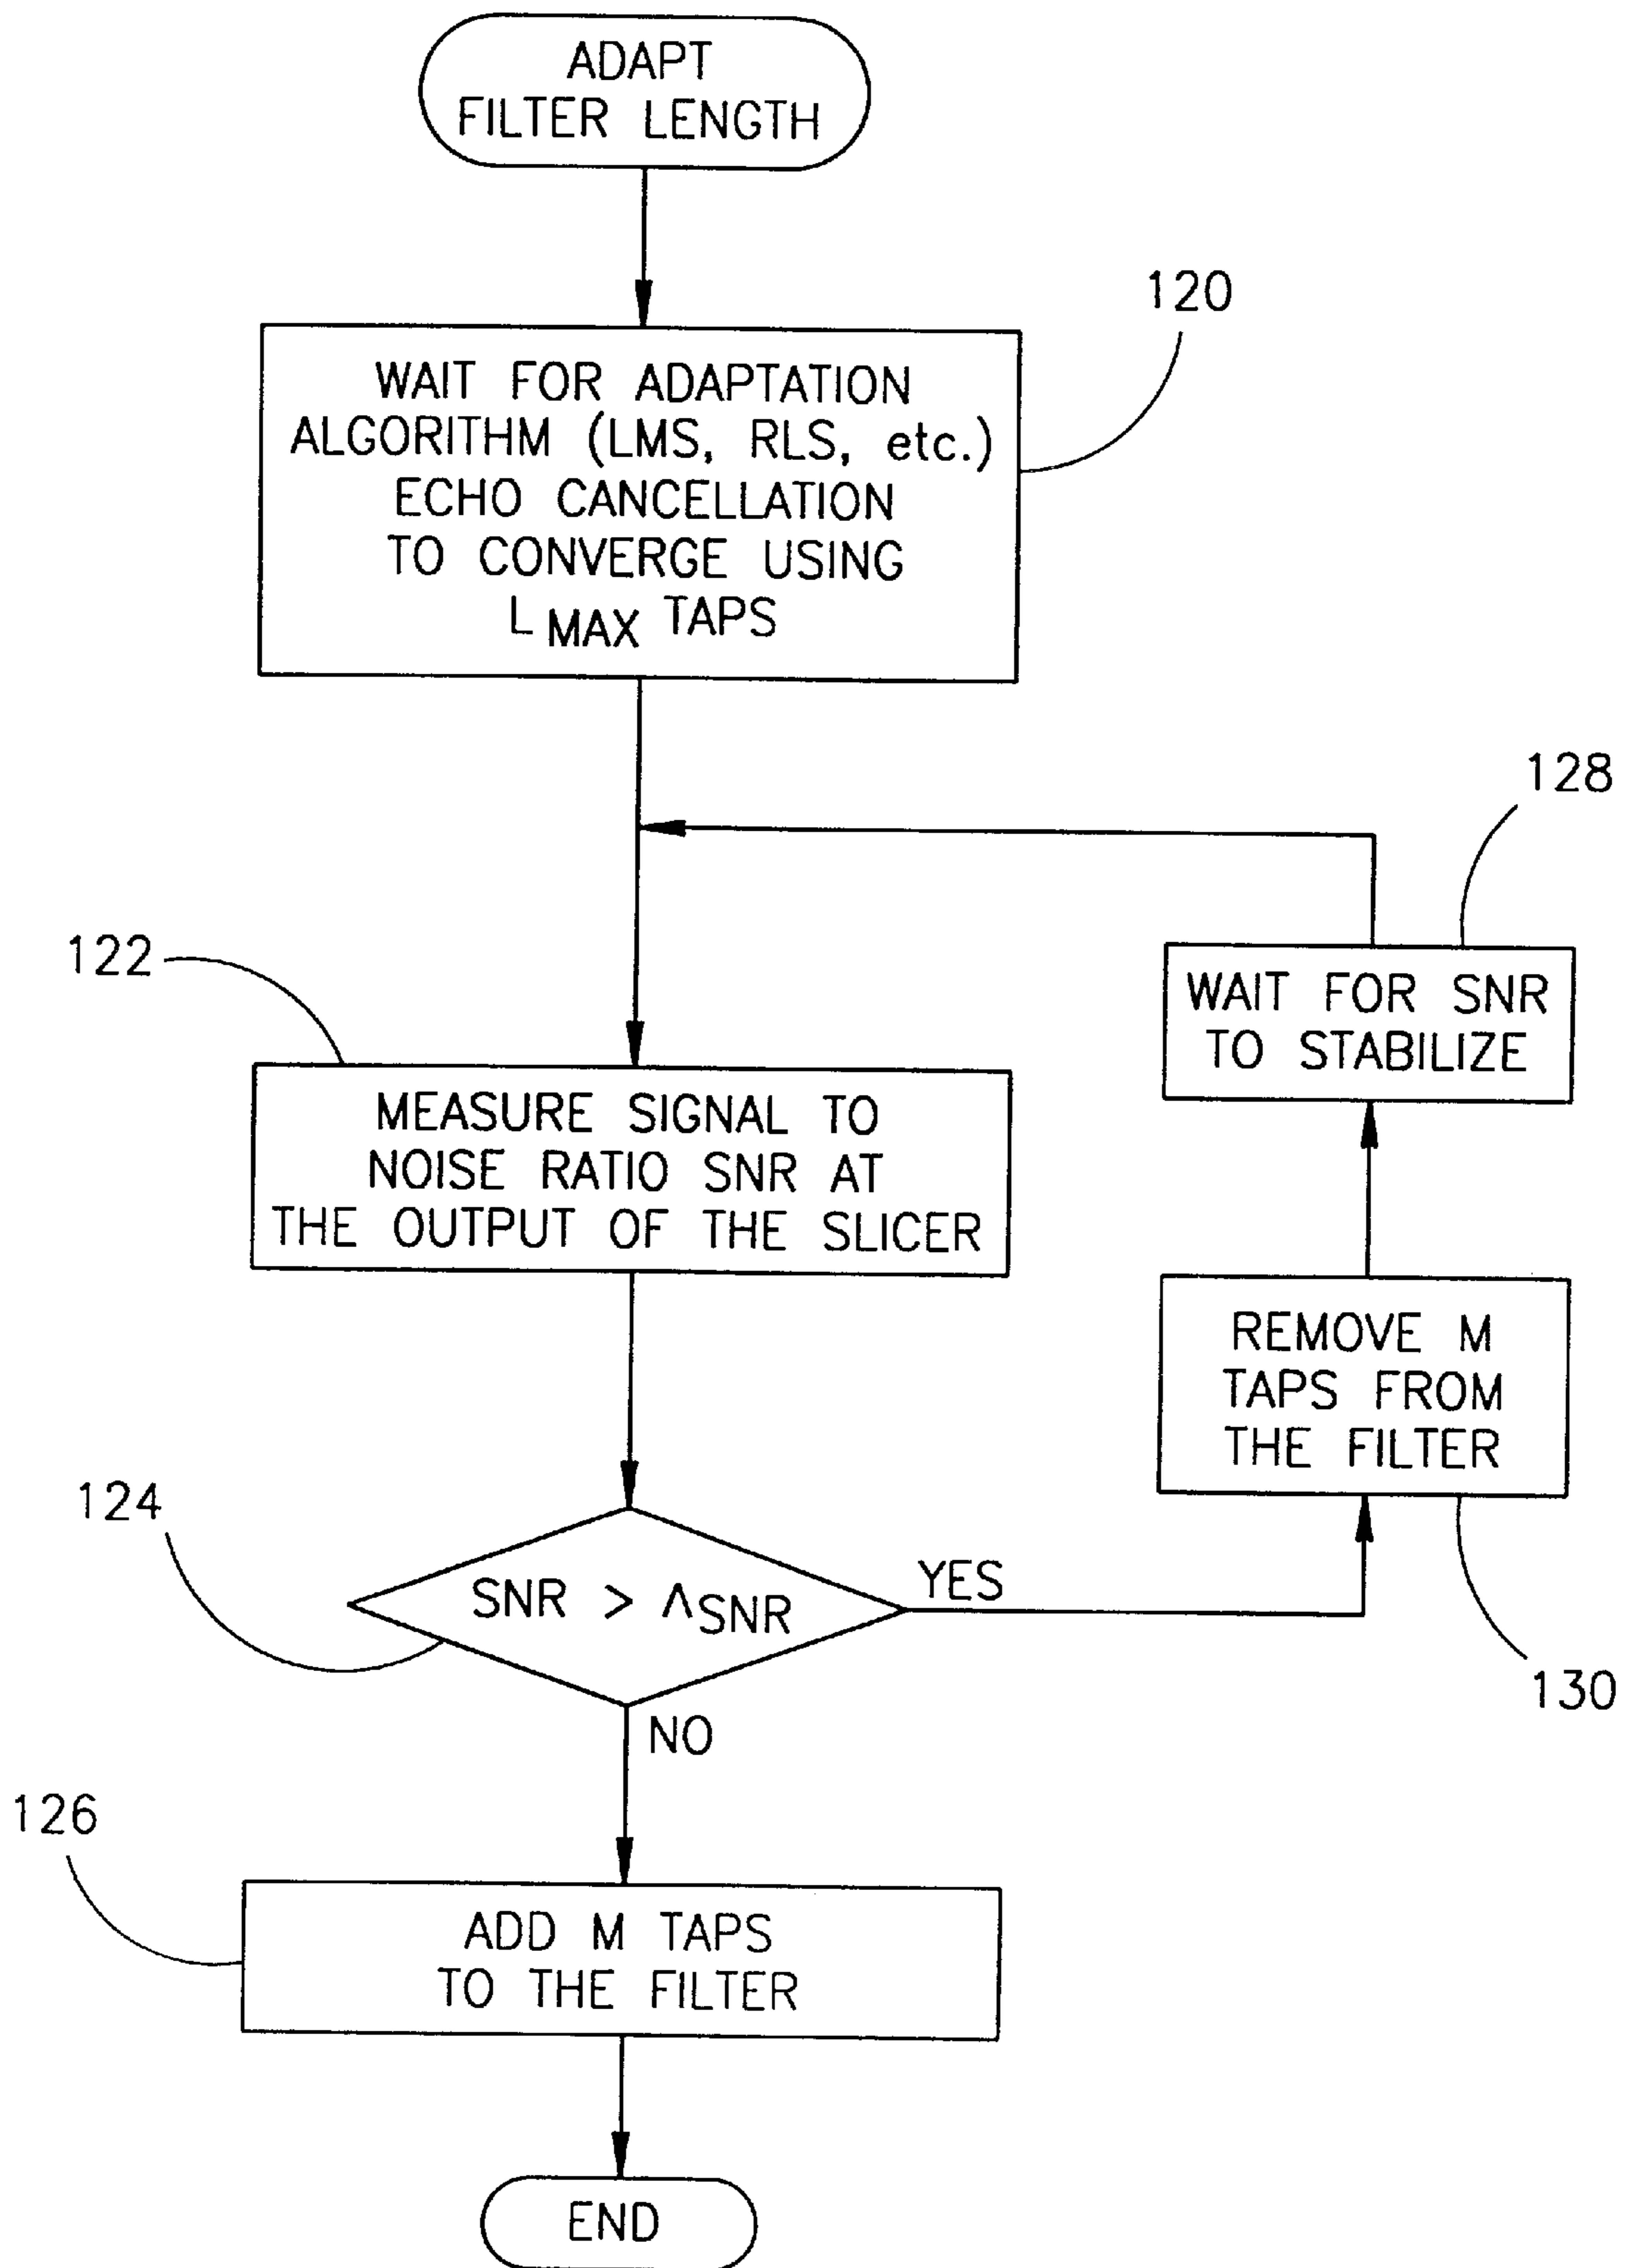 ADAPT
FILTER LENGTH
120
WAIT FOR ADAPTATION
ALGORITHM (LMS, RLS, etc.)
ECHO CANCELLATION
TO CONVERGE USING
L MAX TAPS
128
WAIT FOR SNR
TO STABILIZE
122
MEASURE SIGNAL TO
NOISE RATIO SNR AT
THE OUTPUT OF THE SLICER
REMOVE M
TAPS FROM
THE FILTER
130
124
SNR > ΛSNR
YES
NO
126
ADD M TAPS
TO THE FILTER
END